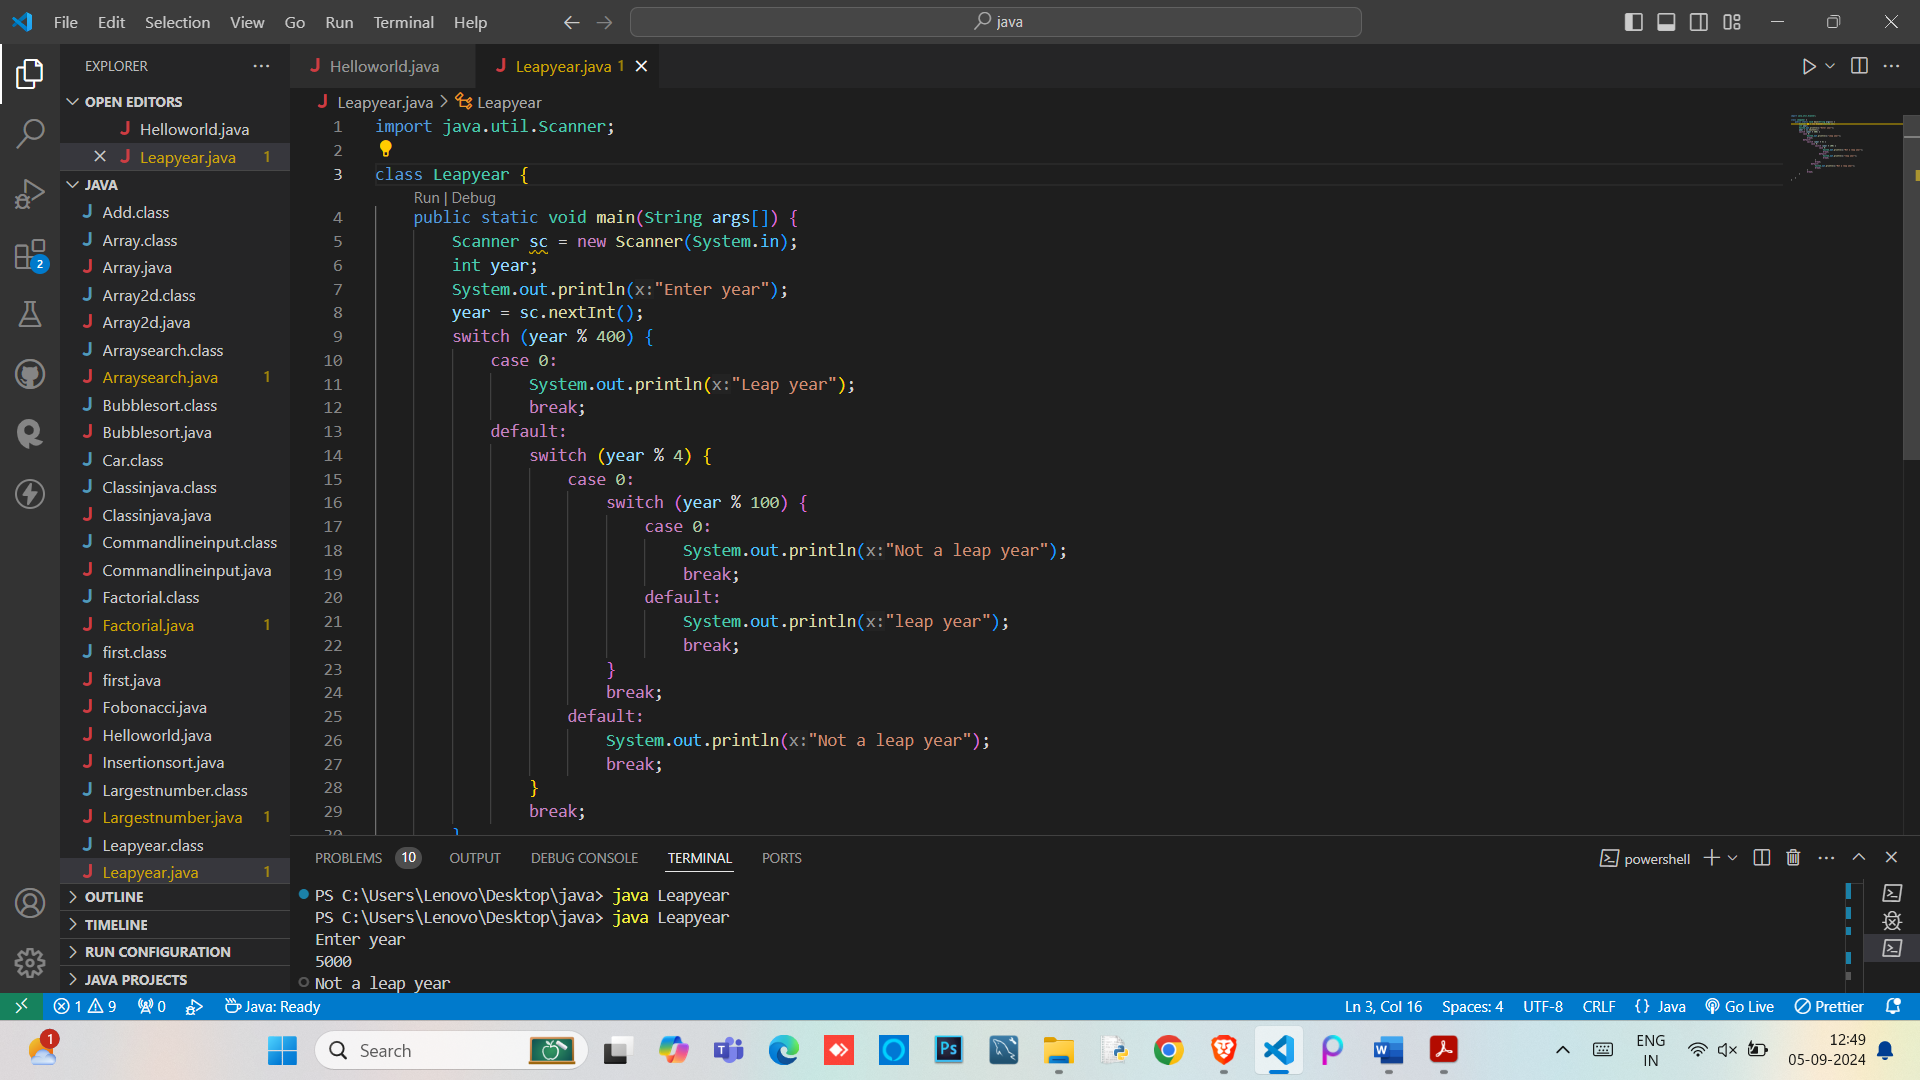 File Edit Selection View Go Run Terminal Help
java
EXPLORER
OPEN EDITORS
Helloworld.java
Leapyear.java 1
JAVA
Add.class
Array.class
Array.java
Array2d.class
Array2d.java
Arraysearch.class
Arraysearch.java 1
Bubblesort.class
Bubblesort.java
Car.class
Classinjava.class
Classinjava.java
Commandlineinput.class
Commandlineinput.java
Factorial.class
Factorial.java 1
first.class
first.java
Fobonacci.java
Helloworld.java
Insertionsort.java
Largestnumber.class
Largestnumber.java 1
Leapyear.class
Leapyear.java 1
OUTLINE
TIMELINE
RUN CONFIGURATION
JAVA PROJECTS
2
Helloworld.java Leapyear.java 1
Leapyear.java > Leapyear
1 import java.util.Scanner;
2
3 class Leapyear {
Run | Debug
4 public static void main(String args[]) {
5 Scanner sc = new Scanner(System.in);
6 int year;
7 System.out.println(x:"Enter year");
8 year = sc.nextInt();
9 switch (year % 400) {
10 case 0:
11 System.out.println(x:"Leap year");
12 break;
13 default:
14 switch (year % 4) {
15 case 0:
16 switch (year % 100) {
17 case 0:
18 System.out.println(x:"Not a leap year");
19 break;
20 default:
21 System.out.println(x:"leap year");
22 break;
23 }
24 break;
25 default:
26 System.out.println(x:"Not a leap year");
27 break;
28 }
29 break;
30 }
PROBLEMS 10 OUTPUT DEBUG CONSOLE TERMINAL PORTS
powershell
PS C:\Users\Lenovo\Desktop\java> java Leapyear
PS C:\Users\Lenovo\Desktop\java> java Leapyear
Enter year
5000
Not a leap year
1 9 0 Java: Ready
Ln 3, Col 16 Spaces: 4 UTF-8 CRLF {} Java Go Live Prettier
1
Search
Ps
ENG
IN
12:49
05-09-2024